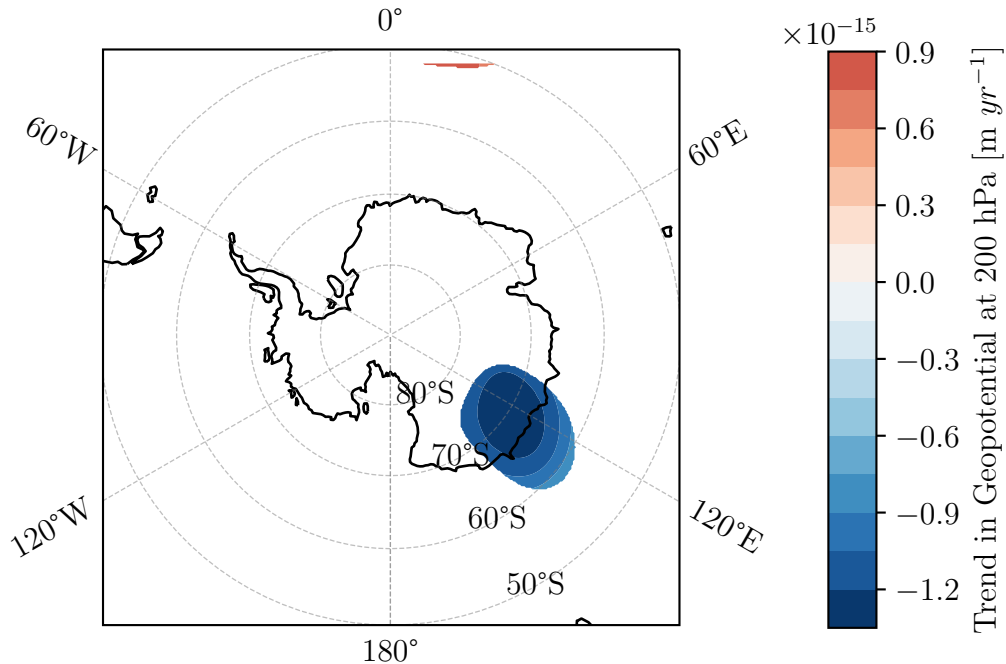 0°
×10⁻¹⁵
60°W
60°E
120°W
120°E
180°
80°S
70°S
60°S
50°S
0.9
0.6
0.3
0.0
−0.3
−0.6
−0.9
−1.2
Trend in Geopotential at 200 hPa [m yr⁻¹]